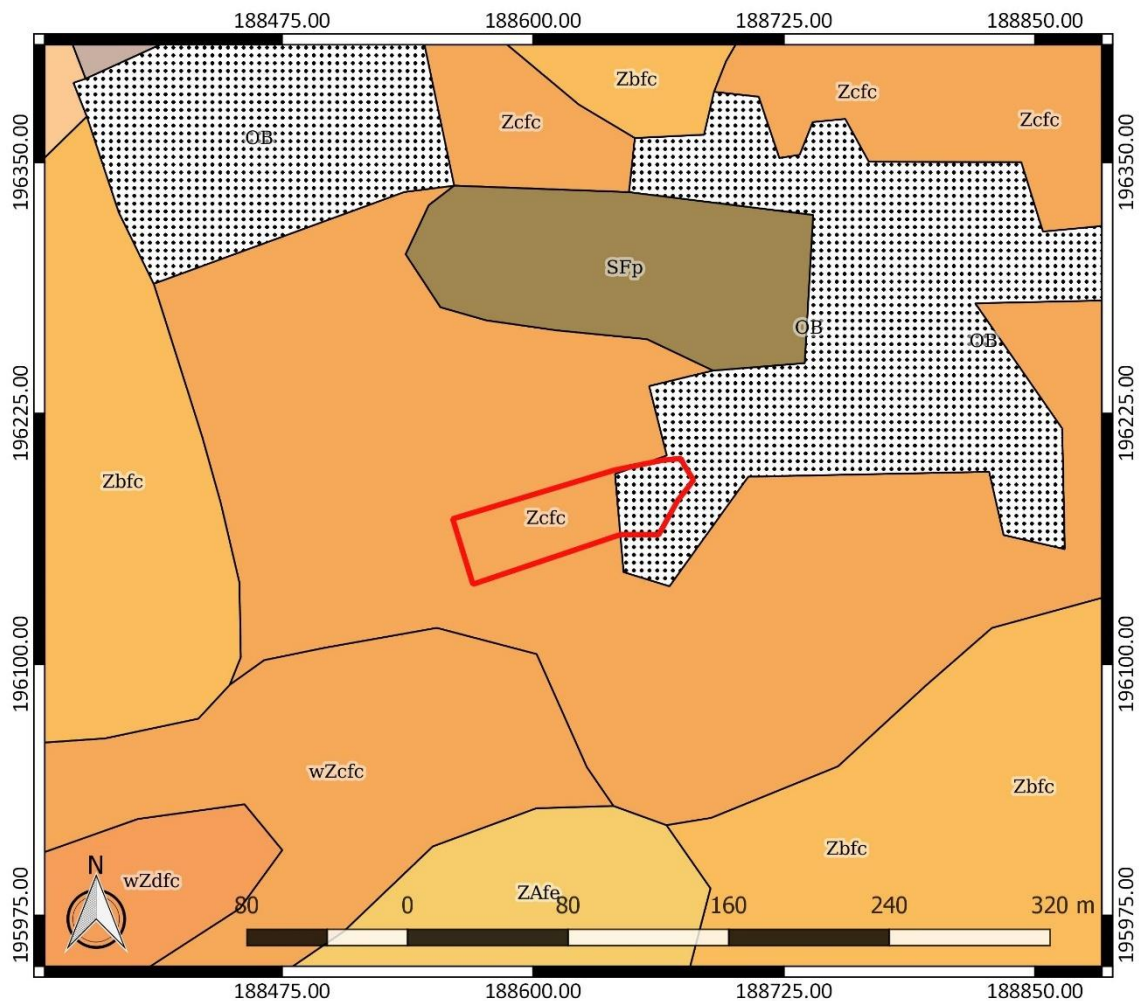 188475.00 188600.00 188725.00 188850.00
Zbfc
Zcfc
Zcfc
Zcfc
OB
196350.00
196350.00
SFp
OB
OB
196225.00
196225.00
Zbfc
Zcfc
196100.00
196100.00
wZcfc
Zbfc
Zbfc
N
wZdfc
ZAfe
80 0 80 160 240 320 m
195975.00
195975.00
188475.00 188600.00 188725.00 188850.00